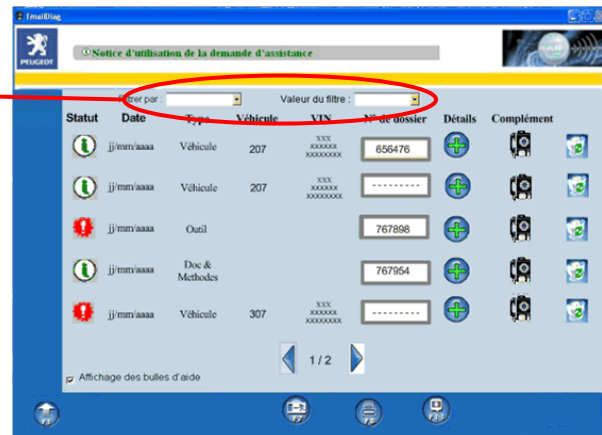 EmailDiag
PEUGEOT
Notice d'utilisation de la demande d'assistance
Filtrer par : Valeur du filtre :
Statut Date Type Véhicule VIN N° de dossier Détails Complément
jj/mm/aaaa Véhicule 207 xxx xxxxxx xxxxxxxx 656476
jj/mm/aaaa Véhicule 207 xxx xxxxxx xxxxxxxx ---------
jj/mm/aaaa Outil 767898
jj/mm/aaaa Doc & Methodes 767954
jj/mm/aaaa Véhicule 307 xxx xxxxxx xxxxxxxx ---------
1 / 2
Affichage des bulles d'aide